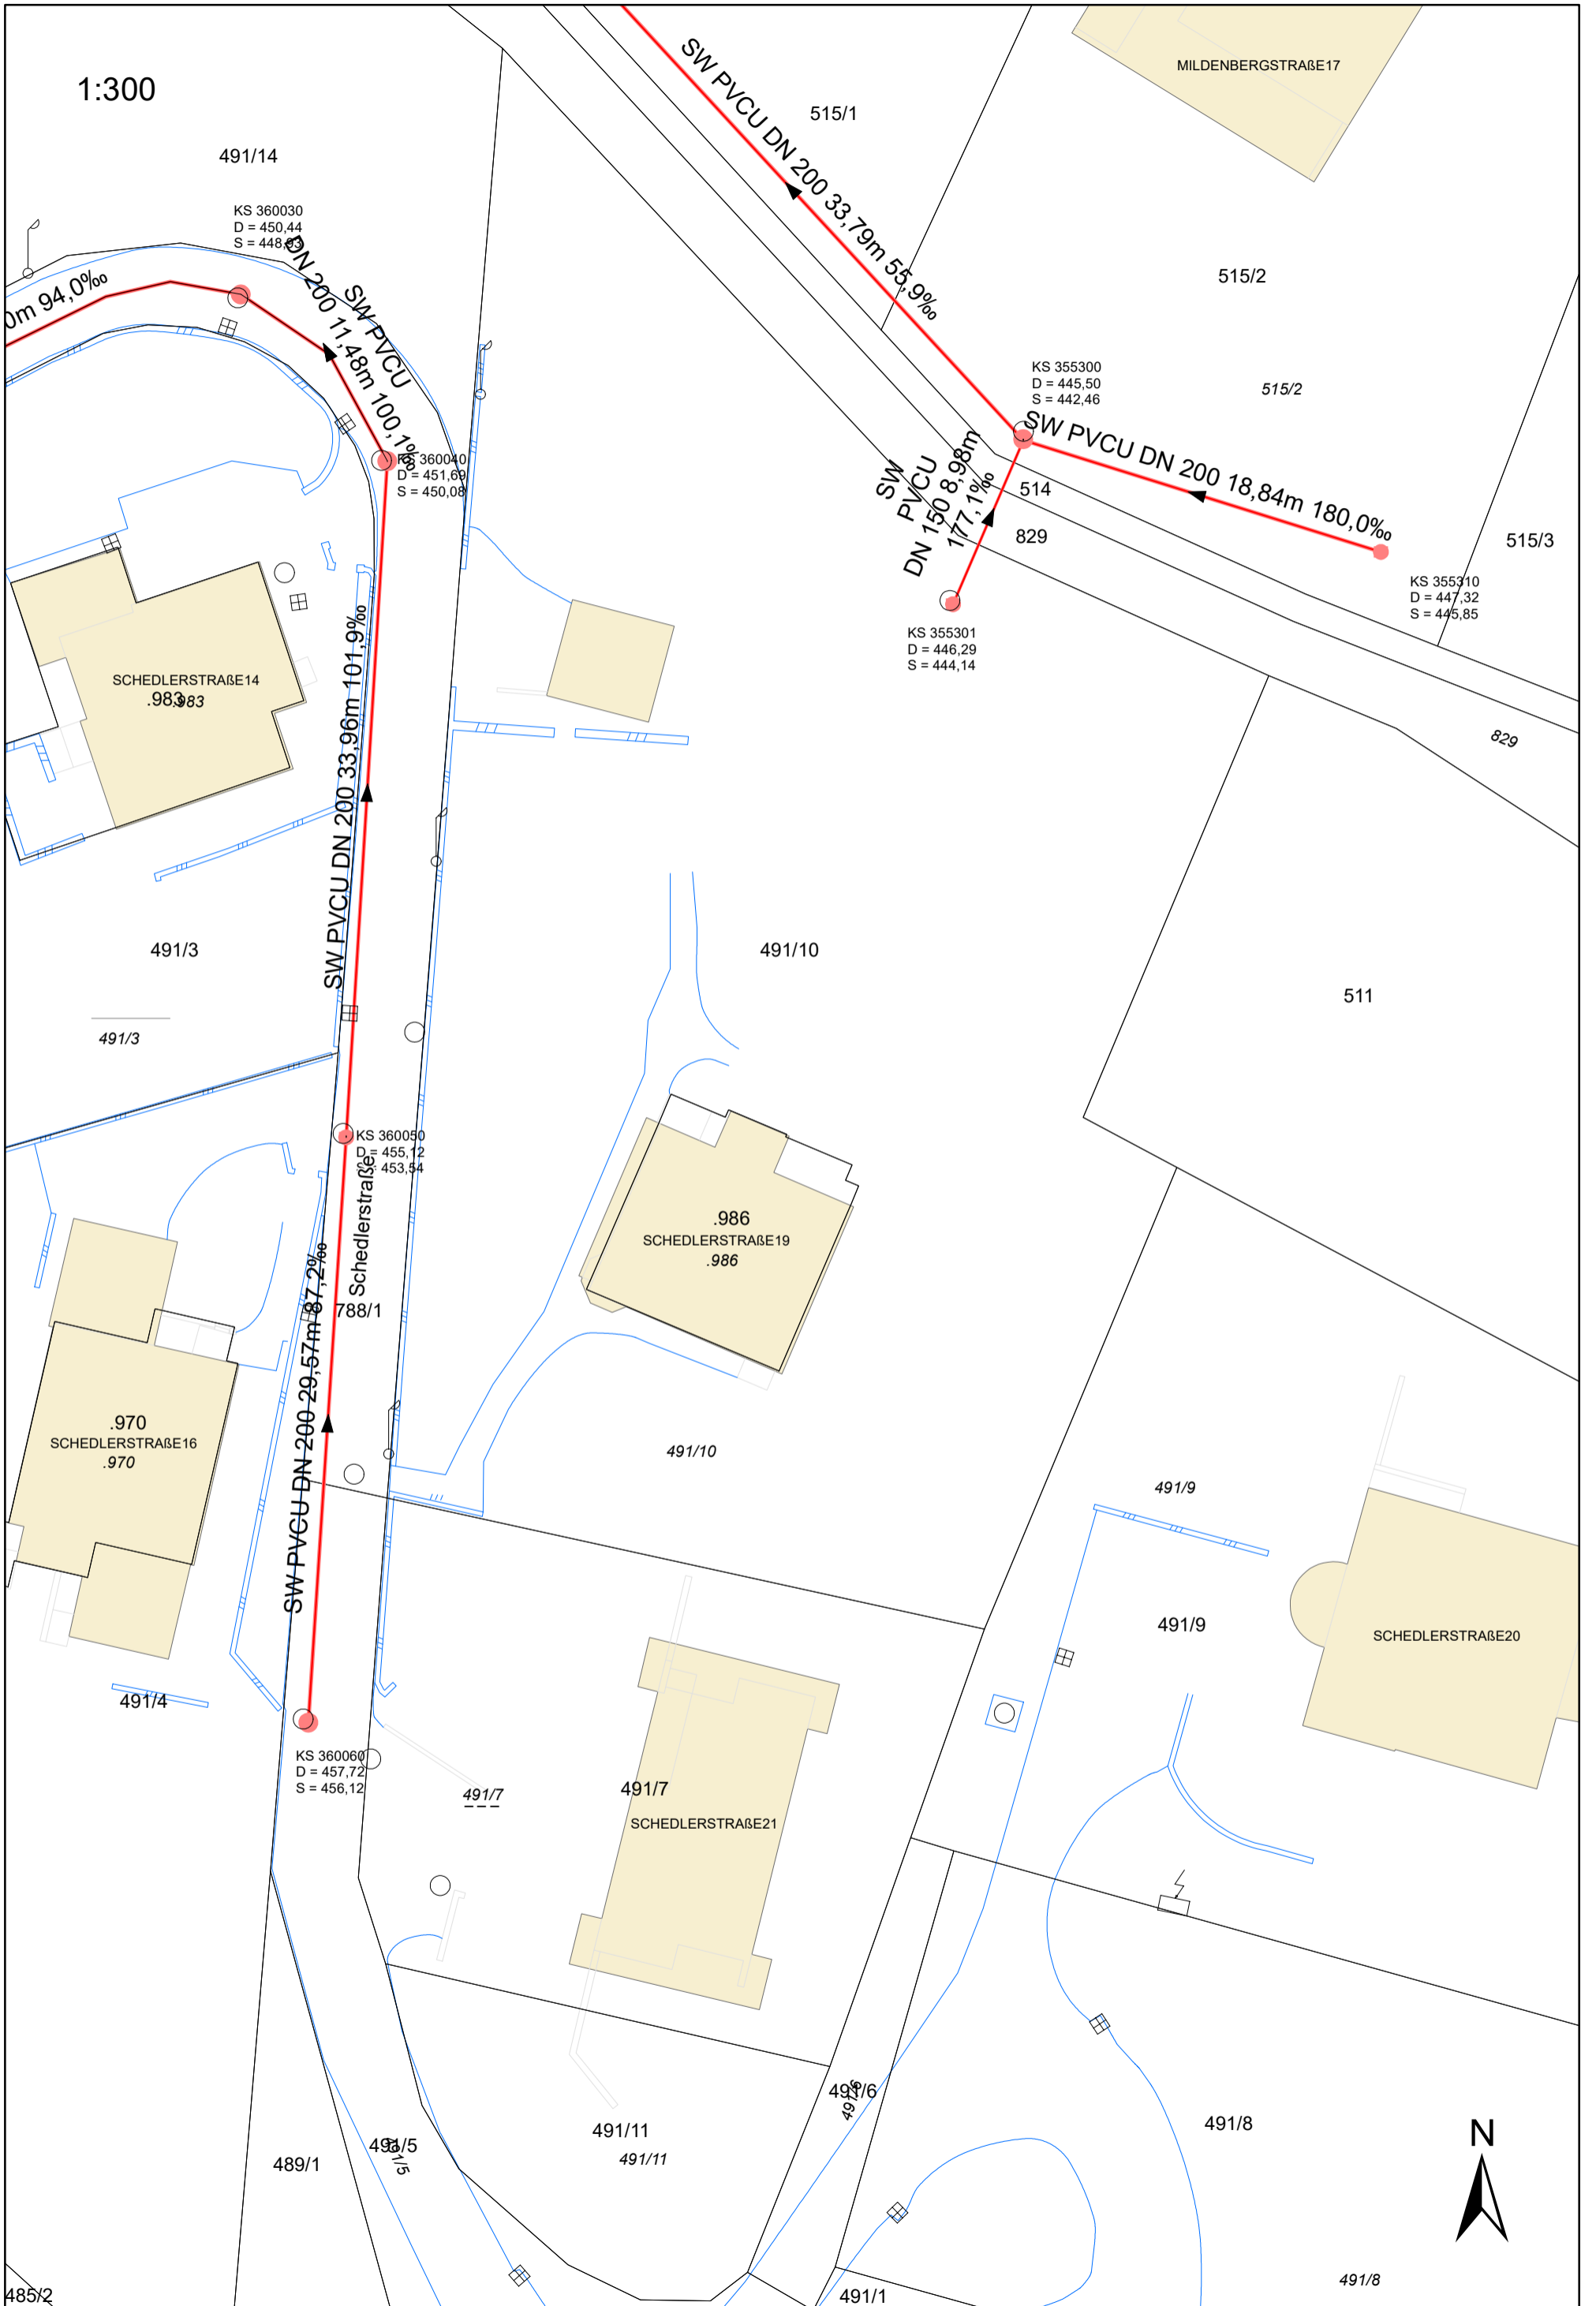 1:300
MILDENBERGSTRAßE17
515/1
491/14
SW PVCU DN 200 33,79m 55,9‰
KS 360030
D = 450,44
S = 448,93
515/2
0m 94,0‰
SW PVCU
DN 200 11,48m 100,1‰
KS 355300
D = 445,50
S = 442,46
515/2
SW PVCU DN 200 18,84m 180,0‰
KS 360040
D = 451,69
S = 450,08
SW
PVCU
DN 150 8,98m
177,1‰
514
829
515/3
KS 355310
D = 447,32
S = 445,85
KS 355301
D = 446,29
S = 444,14
SCHEDLERSTRAßE14
.983
.983
SW PVCU DN 200 33,96m 101,9‰
829
491/3
491/10
511
491/3
KS 360050
D = 455,12
S = 453,54
Schedlerstraße
.986
SCHEDLERSTRAßE19
.986
788/1
SW PVCU DN 200 29,57m 87,2‰
.970
SCHEDLERSTRAßE16
.970
491/10
491/9
491/9
SCHEDLERSTRAßE20
491/4
KS 360060
D = 457,72
S = 456,12
491/7
491/7
SCHEDLERSTRAßE21
491/6
491/6
491/8
491/11
491/11
491/5
491/5
489/1
N
491/8
485/2
491/1